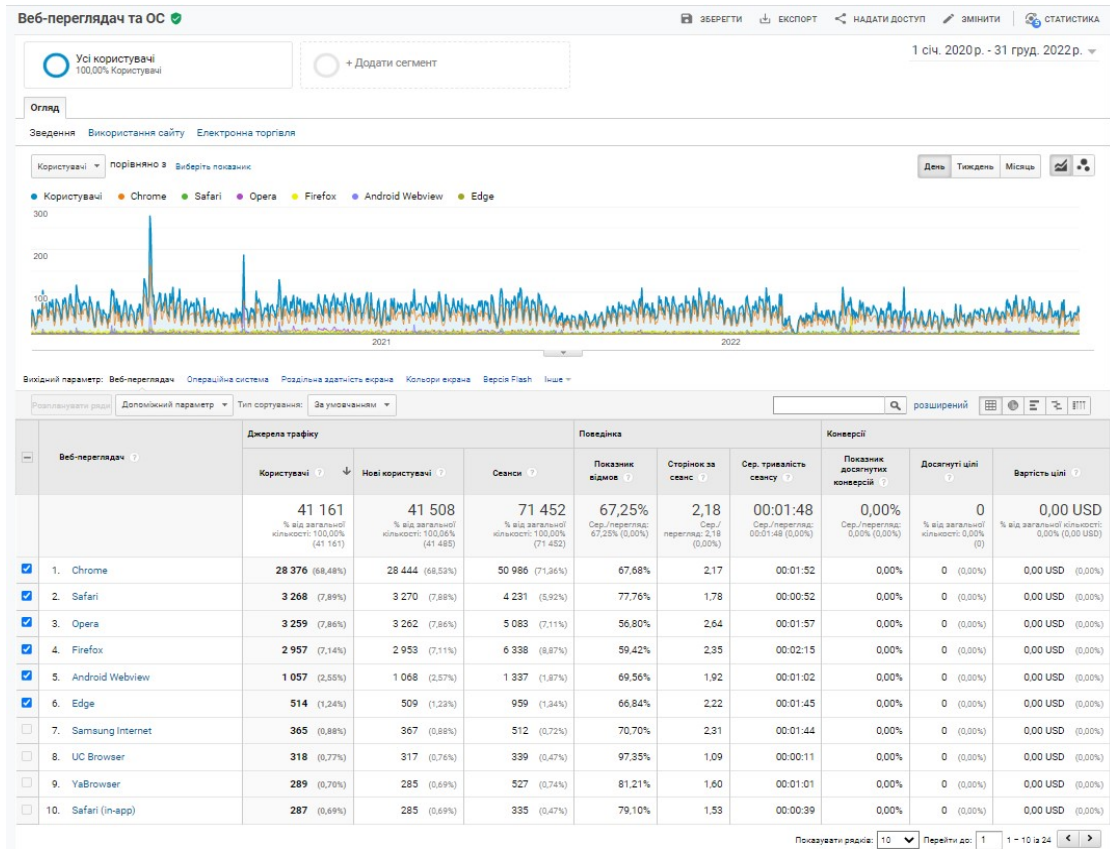 Веб-переглядач та ОС
ЗБЕРЕГТИ ЕКСПОРТ НАДАТИ ДОСТУП ЗМІНИТИ СТАТИСТИКА
Усі користувачі
100,00% Користувачі
+ Додати сегмент
1 січ. 2020 р. - 31 груд. 2022 р.
Огляд
Зведення Використання сайту Електронна торгівля
Користувачі порівняно з Виберіть показник
День Тиждень Місяць
Користувачі Chrome Safari Opera Firefox Android Webview Edge
300
200
100
2021 2022
Вихідний параметр: Веб-переглядач Операційна система Роздільна здатність екрана Кольори екрана Версія Flash Інше
Розпланувати ряди Допоміжний параметр Тип сортування: За умовчанням розширений
Веб-переглядач ? Джерела трафіку Поведінка Конверсії
Користувачі ? Нові користувачі ? Сеанси ? Показник відмов ? Сторінок за сеанс ? Сер. тривалість сеансу ? Показник досягнутих конверсій ? Досягнуті цілі ? Вартість цілі ?
41 161 41 508 71 452 67,25% 2,18 00:01:48 0,00% 0 0,00 USD
% від загальної кількості: 100,00% (41 161) % від загальної кількості: 100,06% (41 485) % від загальної кількості: 100,00% (71 452) Сер./перегляд: 67,25% (0,00%) Сер./перегляд: 2,18 (0,00%) Сер./перегляд: 00:01:48 (0,00%) Сер./перегляд: 0,00% (0,00%) % від загальної кількості: 0,00% (0) % від загальної кількості: 0,00% (0,00 USD)
1. Chrome 28 376 (68,48%) 28 444 (68,53%) 50 986 (71,36%) 67,68% 2,17 00:01:52 0,00% 0 (0,00%) 0,00 USD (0,00%)
2. Safari 3 268 (7,89%) 3 270 (7,88%) 4 231 (5,92%) 77,76% 1,78 00:00:52 0,00% 0 (0,00%) 0,00 USD (0,00%)
3. Opera 3 259 (7,86%) 3 262 (7,86%) 5 083 (7,11%) 56,80% 2,64 00:01:57 0,00% 0 (0,00%) 0,00 USD (0,00%)
4. Firefox 2 957 (7,14%) 2 953 (7,11%) 6 338 (8,87%) 59,42% 2,35 00:02:15 0,00% 0 (0,00%) 0,00 USD (0,00%)
5. Android Webview 1 057 (2,55%) 1 068 (2,57%) 1 337 (1,87%) 69,56% 1,92 00:01:02 0,00% 0 (0,00%) 0,00 USD (0,00%)
6. Edge 514 (1,24%) 509 (1,23%) 959 (1,34%) 66,84% 2,22 00:01:45 0,00% 0 (0,00%) 0,00 USD (0,00%)
7. Samsung Internet 365 (0,88%) 367 (0,88%) 512 (0,72%) 70,70% 2,31 00:01:44 0,00% 0 (0,00%) 0,00 USD (0,00%)
8. UC Browser 318 (0,77%) 317 (0,76%) 339 (0,47%) 97,35% 1,09 00:00:11 0,00% 0 (0,00%) 0,00 USD (0,00%)
9. YaBrowser 289 (0,70%) 285 (0,69%) 527 (0,74%) 81,21% 1,60 00:01:01 0,00% 0 (0,00%) 0,00 USD (0,00%)
10. Safari (in-app) 287 (0,69%) 285 (0,69%) 335 (0,47%) 79,10% 1,53 00:00:39 0,00% 0 (0,00%) 0,00 USD (0,00%)
Показувати рядків: 10 Перейти до: 1 1 – 10 із 24